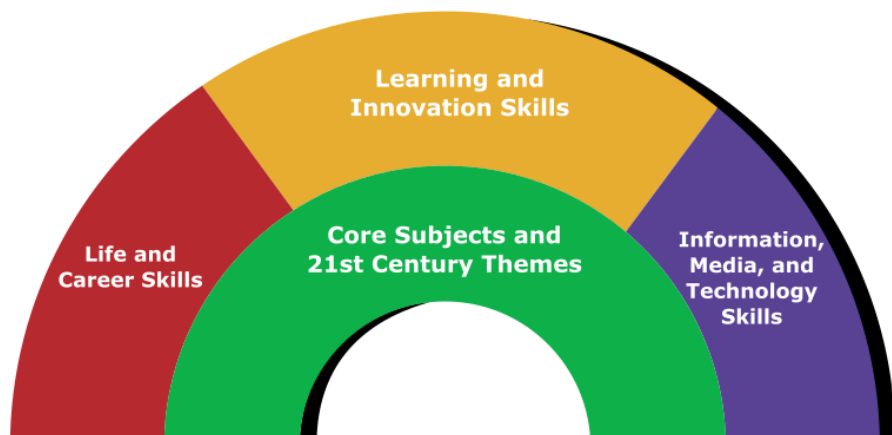 Learning and
Innovation Skills
Life and
Career Skills
Core Subjects and
21st Century Themes
Information,
Media, and
Technology
Skills